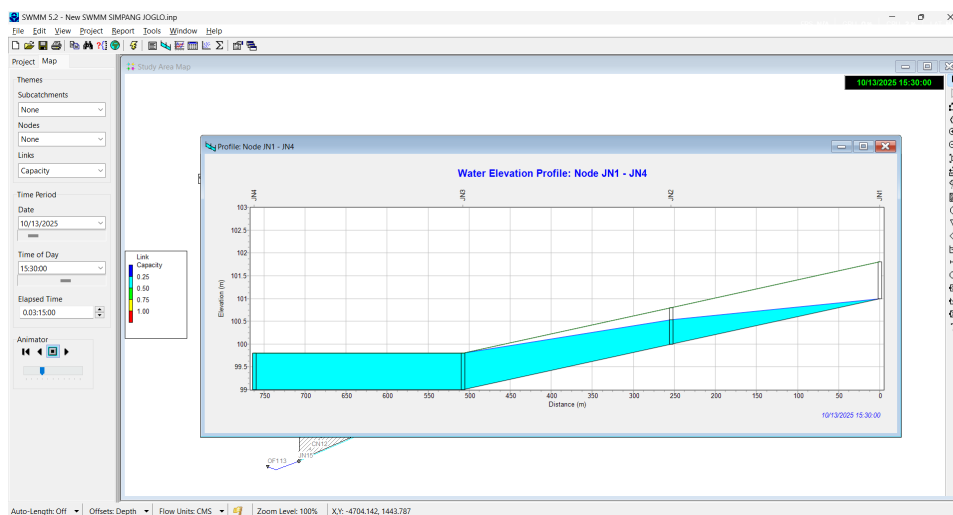 SWMM 5.2 - New SWMM SIMPANG JOGLO.inp
File Edit View Project Report Tools Window Help
Project Map
Study Area Map
10/13/2025 15:30:00
Themes
Subcatchments
None
Nodes
None
Links
Capacity
Time Period
Date
10/13/2025
Time of Day
15:30:00
Elapsed Time
0.03:15:00
Animator
Link
Capacity
0.25
0.50
0.75
1.00
Profile: Node JN1 - JN4
Water Elevation Profile: Node JN1 - JN4
JN4 JN3 JN2 JN1
103
102.5
102
101.5
101
100.5
100
99.5
99
Elevation (m)
750 700 650 600 550 500 450 400 350 300 250 200 150 100 50 0
Distance (m)
10/13/2025 15:30:00
CN12
JN15
OF113
Auto-Length: Off Offsets: Depth Flow Units: CMS Zoom Level: 100% X,Y: -4704.142, 1443.787